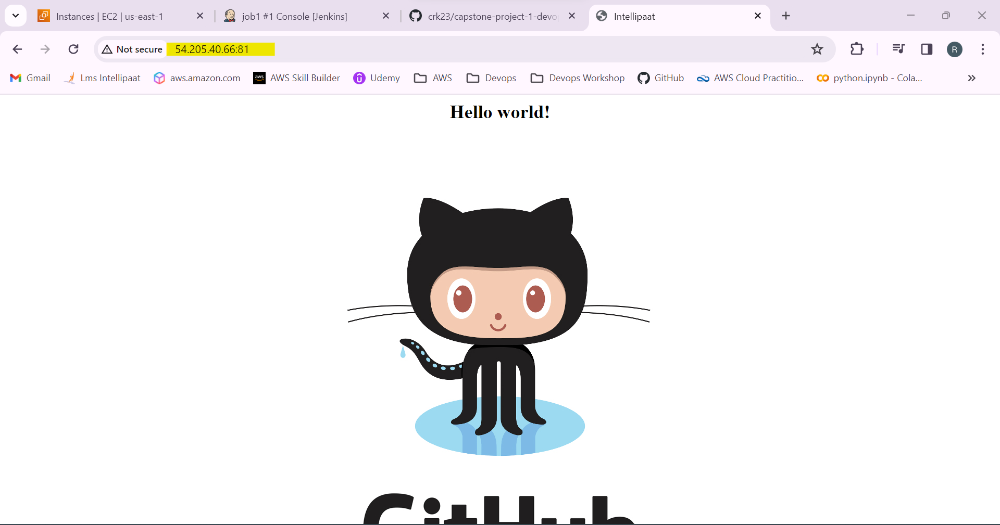 Instances | EC2 | us-east-1
job1 #1 Console [Jenkins]
crk23/capstone-project-1-devo
Intellipaat
Not secure 54.205.40.66:81
R
Gmail Lms Intellipaat aws.amazon.com aws AWS Skill Builder Udemy AWS Devops Devops Workshop GitHub AWS Cloud Practitio... python.ipynb - Cola...
Hello world!
GitHub